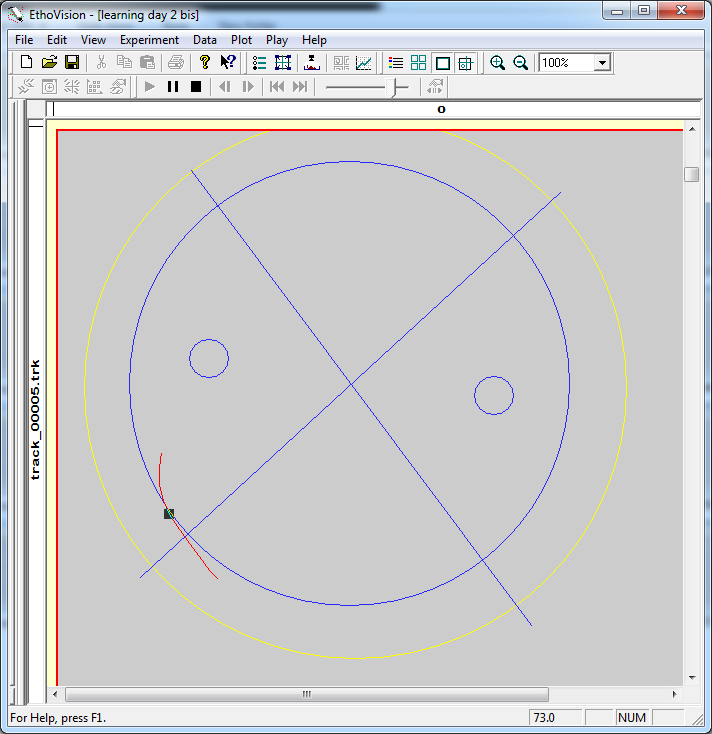 EthoVision - [learning day 2 bis]
File Edit View Experiment Data Plot Play Help
100%
0
track_00005.trk
For Help, press F1.
73.0
NUM